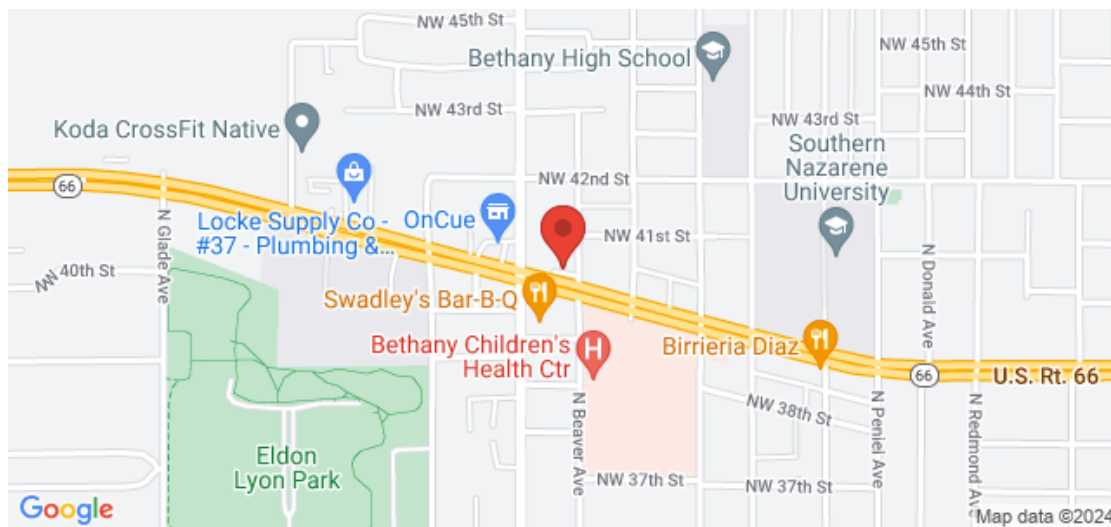 NW 45th St
Bethany High School
NW 45th St
NW 44th St
NW 43rd St
Koda CrossFit Native
NW 43rd St
Southern
Nazarene
University
66
NW 42nd St
Locke Supply Co -
#37 - Plumbing &...
OnCue
NW 41st St
N Glade Ave
NW 40th St
Swadley's Bar-B-Q
N Donald Ave
Bethany Children's
Health Ctr
H
Birrieria Diaz
66
U.S. Rt. 66
NW 38th St
N Beaver Ave
N Peniel Ave
N Redmond Ave
Eldon
Lyon Park
NW 37th St
NW 37th St
Google
Map data ©2024